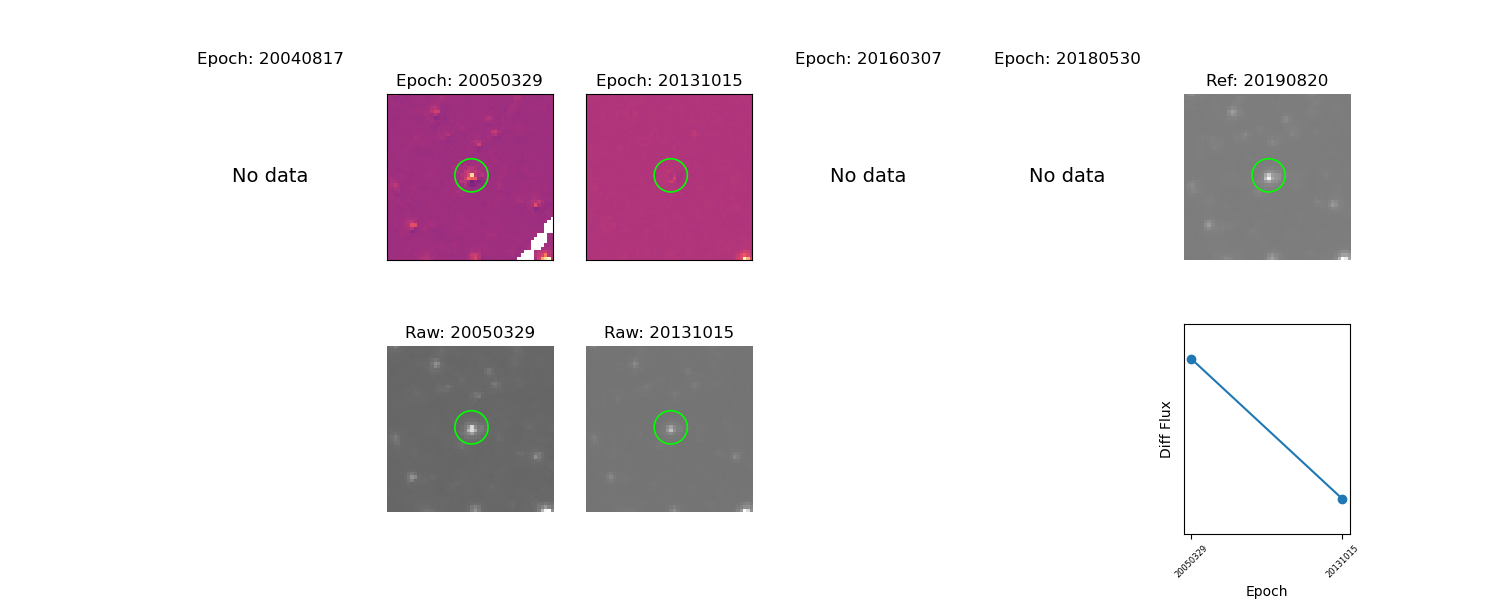 Epoch: 20040817
Epoch: 20050329
Epoch: 20131015
Epoch: 20160307
Epoch: 20180530
Ref: 20190820
No data
No data
No data
Raw: 20050329
Raw: 20131015
Diff Flux
20050329
20131015
Epoch